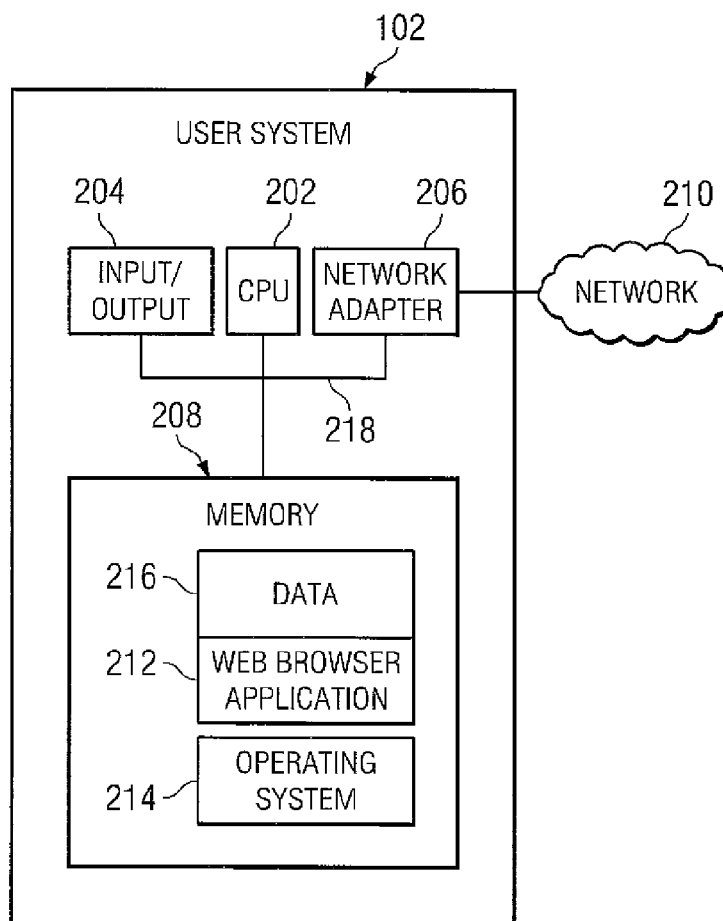 102
USER SYSTEM
204
202
206
210
INPUT/
OUTPUT
CPU
NETWORK
ADAPTER
NETWORK
218
208
MEMORY
216
DATA
212
WEB BROWSER
APPLICATION
214
OPERATING
SYSTEM